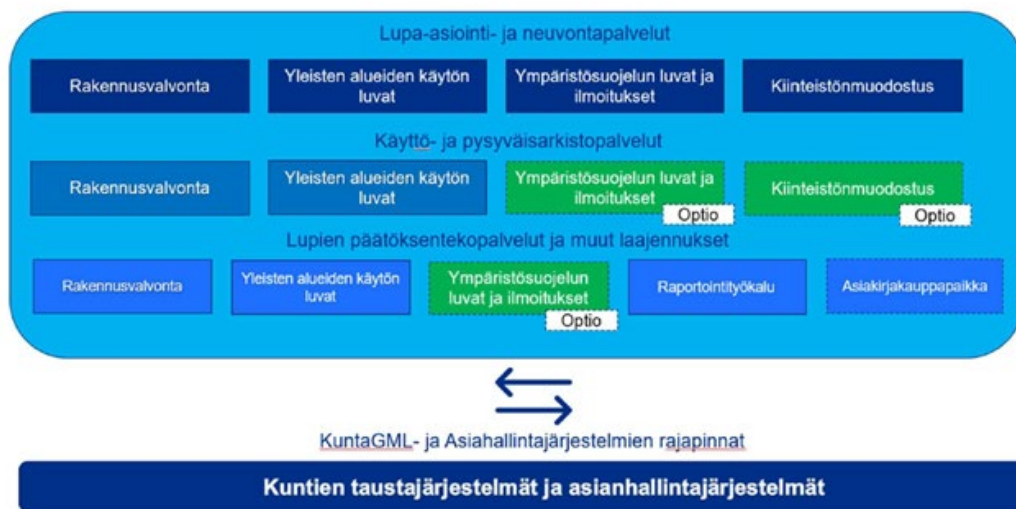 Lupa-asiointi- ja neuvontapalvelut
Rakennusvalvonta
Yleisten alueiden käytön
luvat
Ympäristösuojelun luvat ja
ilmoitukset
Kiinteistönmuodostus
Käyttö- ja pysyväisarkistopalvelut
Rakennusvalvonta
Yleisten alueiden käytön
luvat
Ympäristösuojelun luvat ja
ilmoitukset
Optio
Kiinteistönmuodostus
Optio
Lupien päätöksentekopalvelut ja muut laajennukset
Rakennusvalvonta
Yleisten alueiden käytön
luvat
Ympäristösuojelun
luvat ja ilmoitukset
Optio
Raportointityökalu
Asiakirjakauppapaikka
KuntaGML- ja Asiahallintajärjestelmien rajapinnat
Kuntien taustajärjestelmät ja asianhallintajärjestelmät